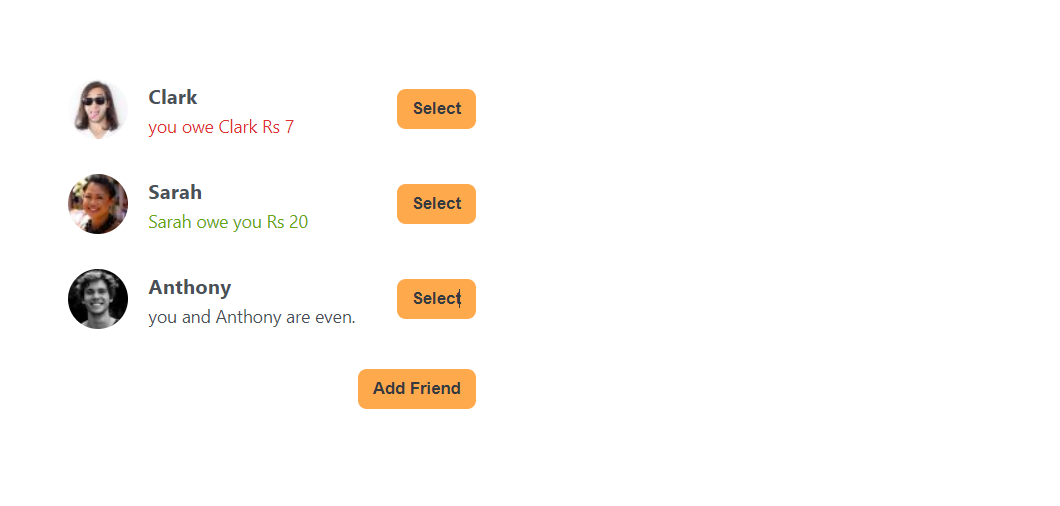 Clark
you owe Clark Rs 7
Select
Sarah
Sarah owe you Rs 20
Select
Anthony
you and Anthony are even.
Select
Add Friend